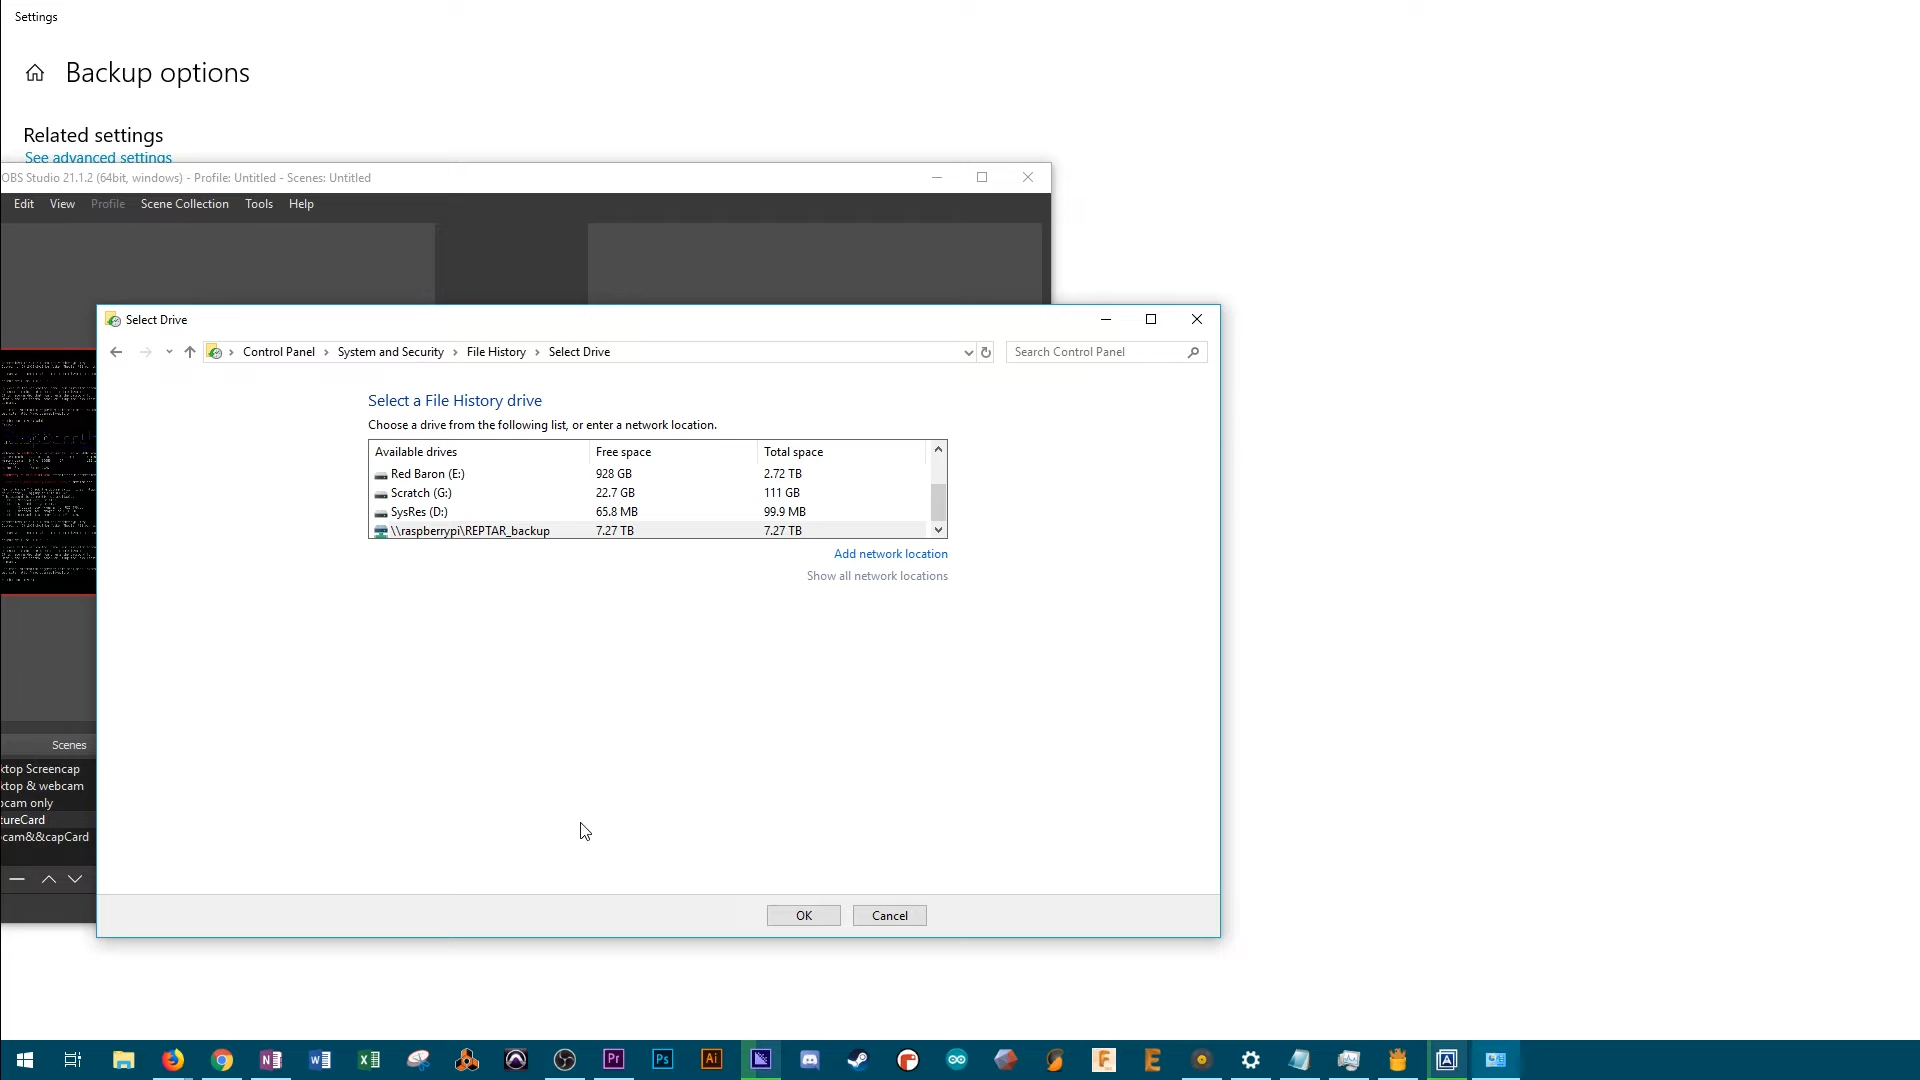 Settings
Backup options
Related settings
See advanced settings
OBS Studio 21.1.2 (64bit, windows) - Profile: Untitled - Scenes: Untitled
Edit View Profile Scene Collection Tools Help
Select Drive
Control Panel › System and Security › File History › Select Drive
Search Control Panel
Select a File History drive
Choose a drive from the following list, or enter a network location.
Available drives Free space Total space
Red Baron (E:) 928 GB 2.72 TB
Scratch (G:) 22.7 GB 111 GB
SysRes (D:) 65.8 MB 99.9 MB
\\raspberrypi\REPTAR_backup 7.27 TB 7.27 TB
Add network location
Show all network locations
Scenes
ktop Screencap
ktop & webcam
cam only
tureCard
cam&&capCard
OK Cancel